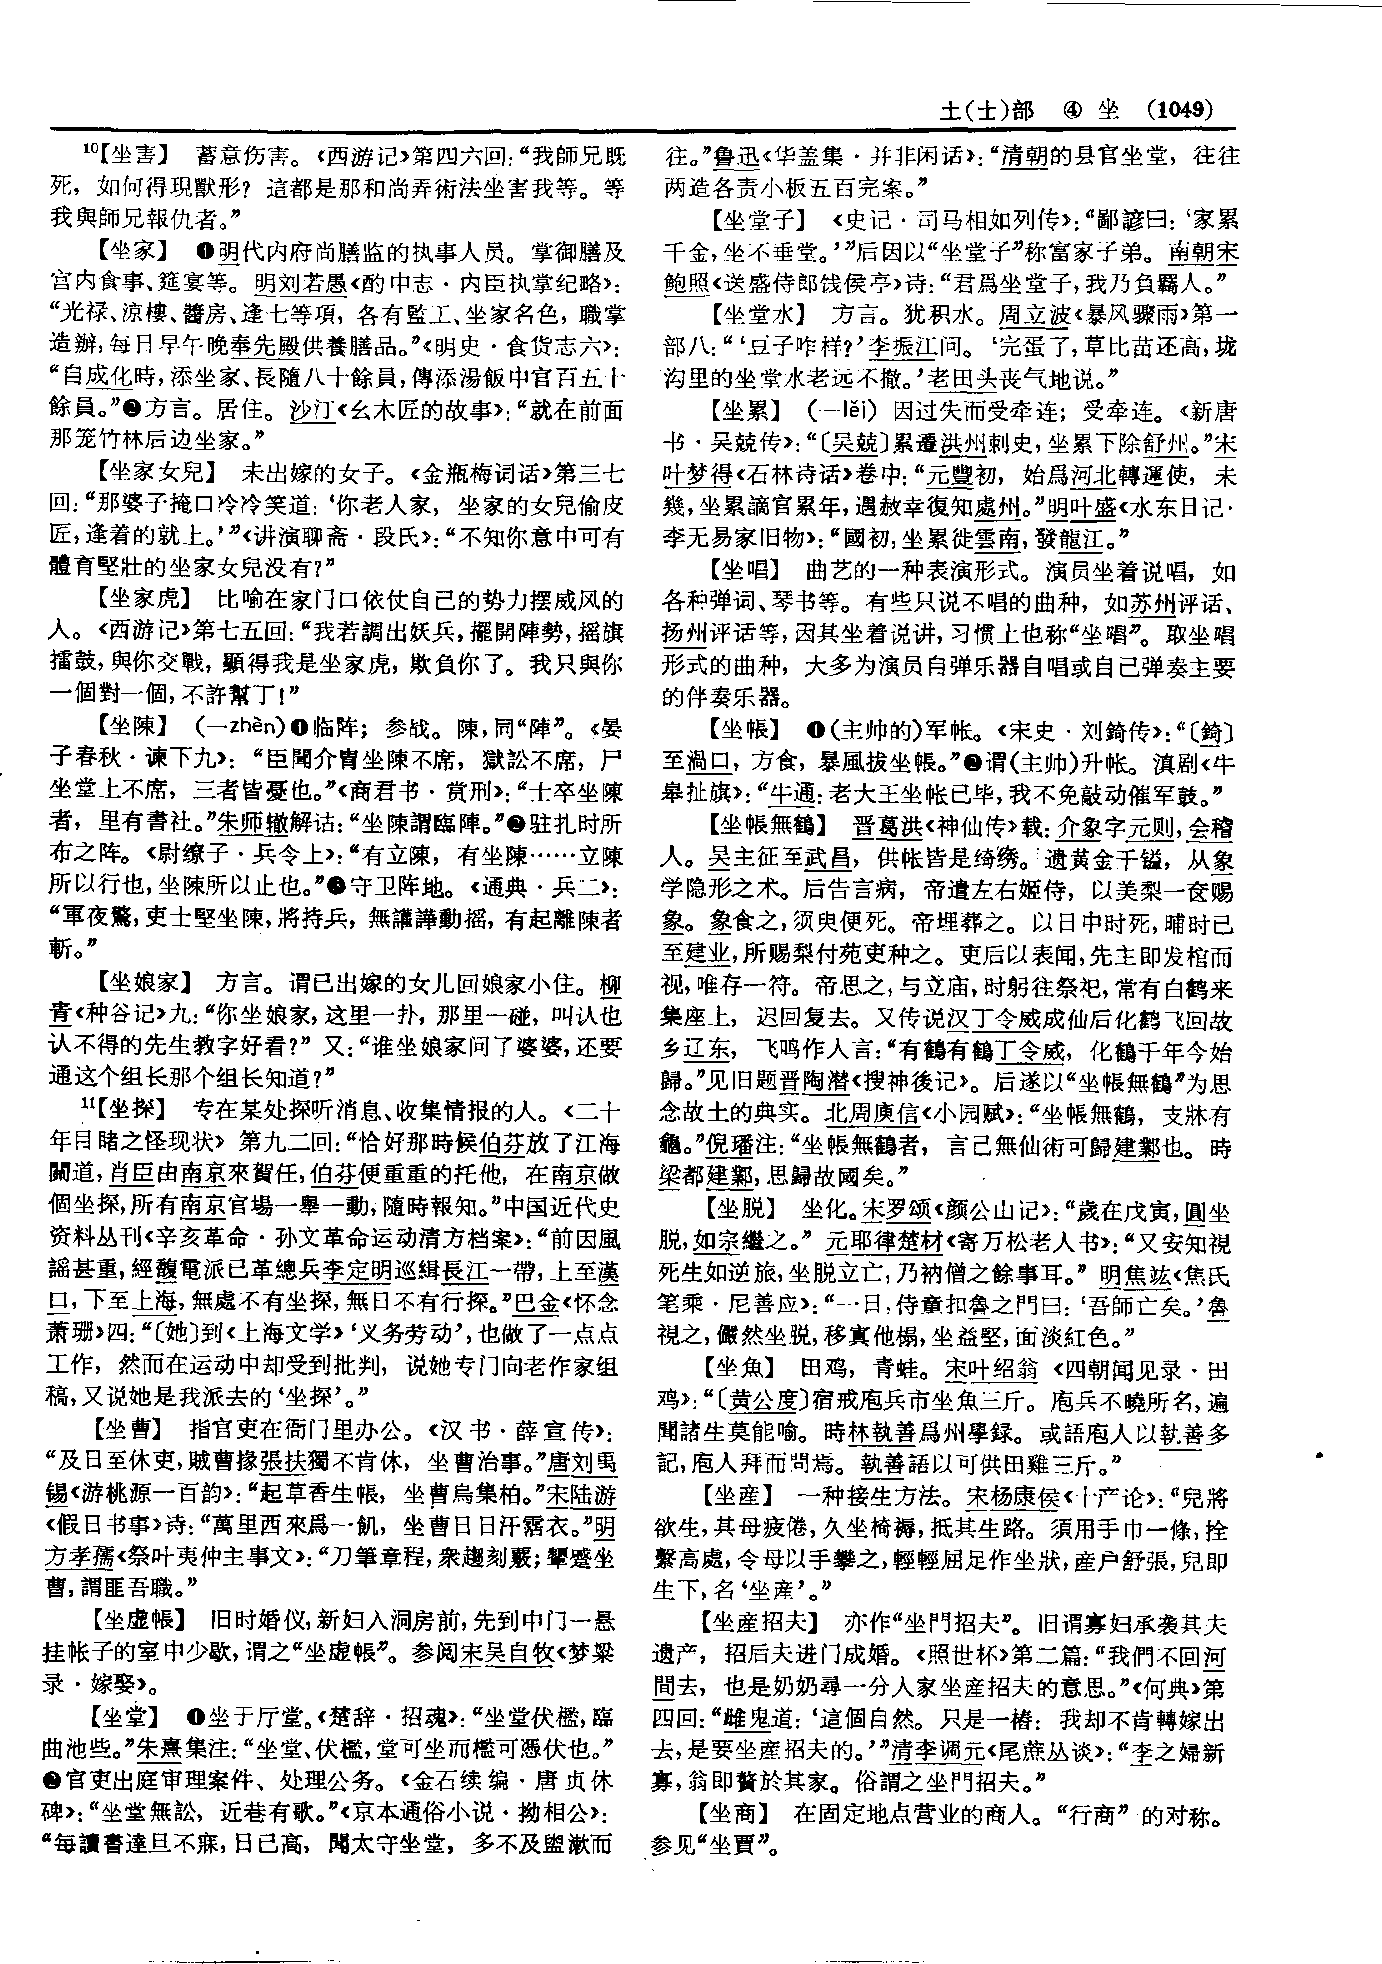 土(士)部 ④ 坐 (1049)
¹⁰【坐害】 蓄意伤害。《西游记》第四六回：“我師兄既
死，如何得現獸形？這都是那和尚弄術法坐害我等。等
我與師兄報仇者。”
【坐家】 ❶明代内府尚膳监的执事人员。掌御膳及
宫内食事、筵宴等。明刘若愚《酌中志·内臣执掌纪略》：
“光禄、凉樓、醬房、逢七等項，各有監工、坐家名色，職掌
造辦，每日早午晚奉先殿供養膳品。”《明史·食货志六》：
“自成化時，添坐家、長隨八十餘員，傳添湯飯中官百五十
餘員。”❷方言。居住。沙汀《幺木匠的故事》：“就在前面
那笼竹林后边坐家。”
【坐家女兒】 未出嫁的女子。《金瓶梅词话》第三七
回：“那婆子掩口冷冷笑道：‘你老人家，坐家的女兒偷皮
匠，逢着的就上。’”《讲演聊斋·段氏》：“不知你意中可有
體育堅壯的坐家女兒没有？”
【坐家虎】 比喻在家门口依仗自己的势力摆威风的
人。《西游记》第七五回：“我若調出妖兵，擺開陣勢，摇旗
擂鼓，與你交戰，顯得我是坐家虎，欺負你了。我只與你
一個對一個，不許幫丁！”
【坐陳】 (—zhèn)❶临阵；参战。陳，同“陣”。《晏
子春秋·谏下九》：“臣聞介胄坐陳不席，獄訟不席，尸
坐堂上不席，三者皆憂也。”《商君书·赏刑》：“士卒坐陳
者，里有書社。”朱师辙解诂：“坐陳謂臨陣。”❷驻扎时所
布之阵。《尉缭子·兵令上》：“有立陳，有坐陳……立陳
所以行也，坐陳所以止也。”❸守卫阵地。《通典·兵二》：
“軍夜驚，吏士堅坐陳，將持兵，無讙譁動摇，有起離陳者
斬。”
【坐娘家】 方言。谓已出嫁的女儿回娘家小住。柳
青《种谷记》九：“你坐娘家，这里一扑，那里一碰，叫认也
认不得的先生教字好看？”又：“谁坐娘家问了婆婆，还要
通这个组长那个组长知道？”
¹¹【坐探】 专在某处探听消息、收集情报的人。《二十
年目睹之怪现状》第九二回：“恰好那時候伯芬放了江海
關道，肖臣由南京來賀任，伯芬便重重的托他，在南京做
個坐探，所有南京官場一舉一動，隨時報知。”中国近代史
资料丛刊《辛亥革命·孙文革命运动清方档案》：“前因風
謡甚重，經馥電派已革總兵李定明巡緝長江一帶，上至漢
口，下至上海，無處不有坐探，無日不有行探。”巴金《怀念
萧珊》四：“〔她〕到《上海文学》‘义务劳动’，也做了一点点
工作，然而在运动中却受到批判，说她专门向老作家组
稿，又说她是我派去的‘坐探’。”
【坐曹】 指官吏在衙门里办公。《汉书·薛宣传》：
“及日至休吏，賊曹掾張扶獨不肯休，坐曹治事。”唐刘禹
锡《游桃源一百韵》：“起草香生帳，坐曹烏集柏。”宋陆游
《假日书事》诗：“萬里西來爲一飢，坐曹日日汗霑衣。”明
方孝孺《祭叶夷仲主事文》：“刀筆章程，衆趨刻覈；顰蹙坐
曹，謂匪吾職。”
【坐虚帳】 旧时婚仪，新妇入洞房前，先到中门一悬
挂帐子的室中少歇，谓之“坐虚帳”。参阅宋吴自牧《梦粱
录·嫁娶》。
【坐堂】 ❶坐于厅堂。《楚辞·招魂》：“坐堂伏檻，臨
曲池些。”朱熹集注：“坐堂、伏檻，堂可坐而檻可憑伏也。”
❷官吏出庭审理案件、处理公务。《金石续编·唐贞休
碑》：“坐堂無訟，近巷有歌。”《京本通俗小说·拗相公》：
“每讀書達旦不寐，日已高，聞太守坐堂，多不及盥漱而
往。”鲁迅《华盖集·并非闲话》：“清朝的县官坐堂，往往
两造各责小板五百完案。”
【坐堂子】 《史记·司马相如列传》：“鄙諺曰：‘家累
千金，坐不垂堂。’”后因以“坐堂子”称富家子弟。南朝宋
鲍照《送盛侍郎饯侯亭》诗：“君爲坐堂子，我乃負羈人。”
【坐堂水】 方言。犹积水。周立波《暴风骤雨》第一
部八：“‘豆子咋样？’李振江问。‘完蛋了，草比苗还高，垅
沟里的坐堂水老远不撤。’老田头丧气地说。”
【坐累】 (—lěi) 因过失而受牵连；受牵连。《新唐
书·吴兢传》：“〔吴兢〕累遷洪州刺史，坐累下除舒州。”宋
叶梦得《石林诗话》卷中：“元豐初，始爲河北轉運使，未
幾，坐累謫官累年，遇赦幸復知處州。”明叶盛《水东日记·
李无易家旧物》：“國初，坐累徙雲南，發龍江。”
【坐唱】 曲艺的一种表演形式。演员坐着说唱，如
各种弹词、琴书等。有些只说不唱的曲种，如苏州评话、
扬州评话等，因其坐着说讲，习惯上也称“坐唱”。取坐唱
形式的曲种，大多为演员自弹乐器自唱或自己弹奏主要
的伴奏乐器。
【坐帳】 ❶(主帅的)军帐。《宋史·刘锜传》：“〔錡〕
至渦口，方食，暴風拔坐帳。”❷谓(主帅)升帐。滇剧《牛
皋扯旗》：“牛通：老大王坐帐已毕，我不免敲动催军鼓。”
【坐帳無鶴】 晋葛洪《神仙传》载：介象字元则，会稽
人。吴主征至武昌，供帐皆是绮绣。遗黄金千镒，从象
学隐形之术。后告言病，帝遣左右姬侍，以美梨一奁赐
象。象食之，须臾便死。帝埋葬之。以日中时死，晡时已
至建业，所赐梨付苑吏种之。吏后以表闻，先主即发棺而
视，唯存一符。帝思之，与立庙，时躬往祭祀，常有白鹤来
集座上，迟回复去。又传说汉丁令威成仙后化鹤飞回故
乡辽东，飞鸣作人言：“有鶴有鶴丁令威，化鶴千年今始
歸。”见旧题晋陶潜《搜神後记》。后遂以“坐帳無鶴”为思
念故土的典实。北周庾信《小园赋》：“坐帳無鶴，支牀有
龜。”倪璠注：“坐帳無鶴者，言己無仙術可歸建鄴也。時
梁都建鄴，思歸故國矣。”
【坐脱】 坐化。宋罗颂《颜公山记》：“歲在戊寅，圓坐
脱，如宗繼之。”元耶律楚材《寄万松老人书》：“又安知視
死生如逆旅，坐脱立亡，乃衲僧之餘事耳。”明焦竑《焦氏
笔乘·尼善应》：“一日，侍童扣魯之門曰：‘吾師亡矣。’魯
視之，儼然坐脱，移寘他榻，坐益堅，面淡紅色。”
【坐魚】 田鸡，青蛙。宋叶绍翁《四朝闻见录·田
鸡》：“〔黄公度〕宿戒庖兵市坐魚三斤。庖兵不曉所名，遍
聞諸生莫能喻。時林執善爲州學録。或語庖人以執善多
記，庖人拜而問焉。執善語以可供田雞三斤。”
【坐産】 一种接生方法。宋杨康侯《十产论》：“兒將
欲生，其母疲倦，久坐椅褥，抵其生路。須用手巾一條，拴
繫高處，令母以手攀之，輕輕屈足作坐狀，産户舒張，兒即
生下，名‘坐産’。”
【坐産招夫】 亦作“坐門招夫”。旧谓寡妇承袭其夫
遗产，招后夫进门成婚。《照世杯》第二篇：“我們不回河
間去，也是奶奶尋一分人家坐産招夫的意思。”《何典》第
四回：“雌鬼道：‘這個自然。只是一樁：我却不肯轉嫁出
去，是要坐産招夫的。’”清李调元《尾蔗丛谈》：“李之婦新
寡，翁即贅於其家。俗謂之坐門招夫。”
【坐商】 在固定地点营业的商人。“行商”的对称。
参见“坐賈”。